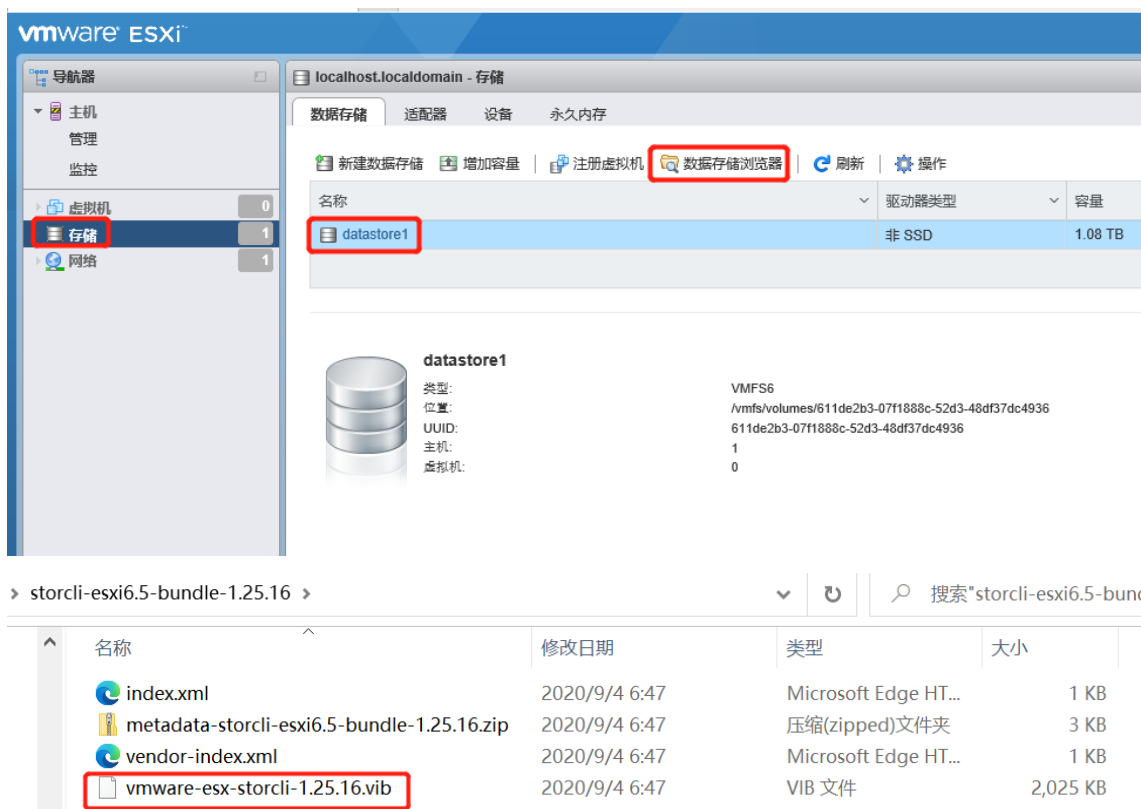 vmware ESXi™
导航器
localhost.localdomain - 存储
主机
管理
监控
虚拟机 0
存储 1
网络 1
数据存储 适配器 设备 永久内存
新建数据存储 增加容量 注册虚拟机 数据存储浏览器 刷新 操作
名称 驱动器类型 容量
datastore1 非 SSD 1.08 TB
datastore1
类型: VMFS6
位置: /vmfs/volumes/611de2b3-07f1888c-52d3-48df37dc4936
UUID: 611de2b3-07f1888c-52d3-48df37dc4936
主机: 1
虚拟机: 0
storcli-esxi6.5-bundle-1.25.16
搜索"storcli-esxi6.5-bund
名称 修改日期 类型 大小
index.xml 2020/9/4 6:47 Microsoft Edge HT... 1 KB
metadata-storcli-esxi6.5-bundle-1.25.16.zip 2020/9/4 6:47 压缩(zipped)文件夹 3 KB
vendor-index.xml 2020/9/4 6:47 Microsoft Edge HT... 1 KB
vmware-esx-storcli-1.25.16.vib 2020/9/4 6:47 VIB 文件 2,025 KB